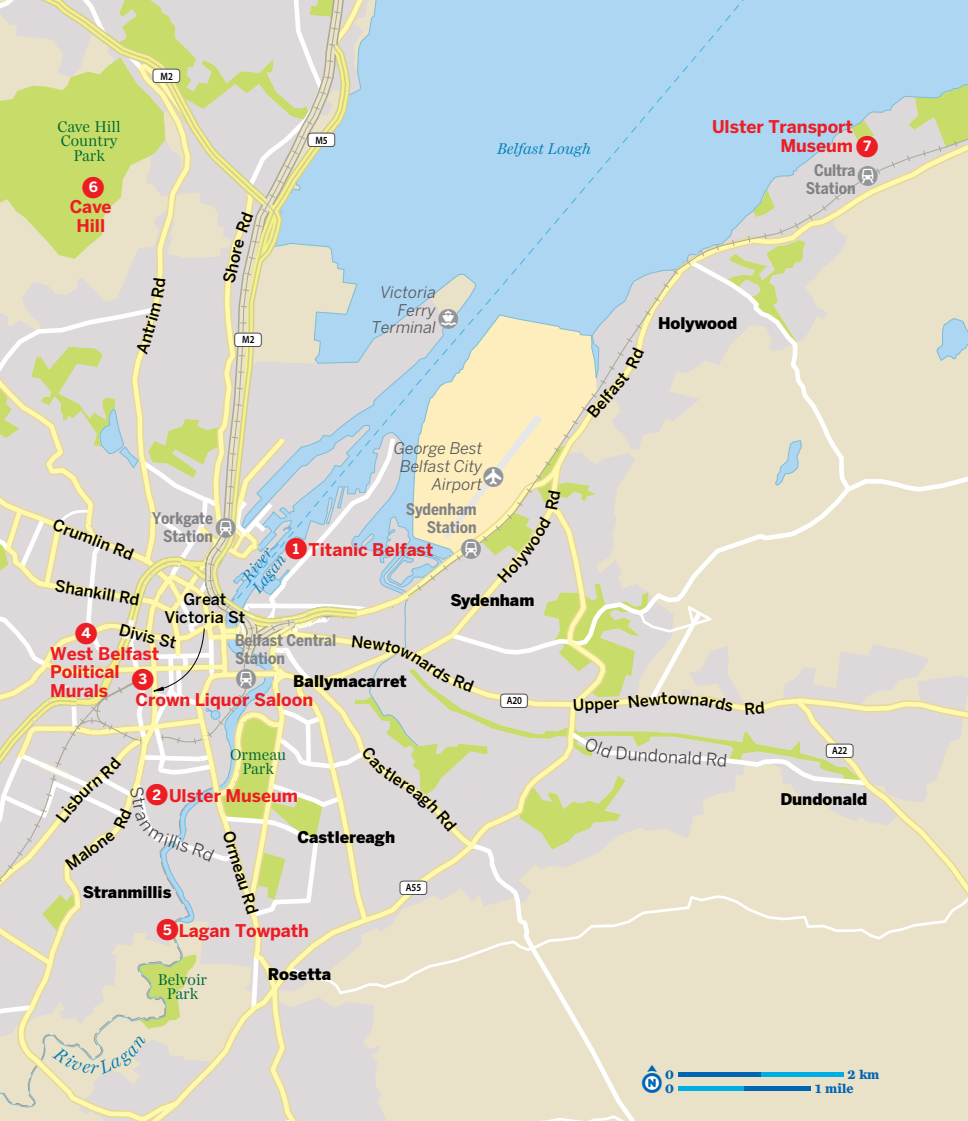 M2
Cave Hill
Country
Park
6
Cave
Hill
M5
Belfast Lough
Ulster Transport
Museum 7
Cultra
Station
Shore Rd
Antrim Rd
Victoria
Ferry
Terminal
M2
Holywood
Belfast Rd
George Best
Belfast City
Airport
Sydenham
Station
Holywood Rd
Yorkgate
Station
Crumlin Rd
River
Lagan
1 Titanic Belfast
Shankill Rd
Great
Victoria St
Sydenham
4
West Belfast
Political
Murals
Divis St
Belfast Central
Station
Newtownards Rd
3
Crown Liquor Saloon
Ballymacarret
A20
Upper Newtownards Rd
Old Dundonald Rd
A22
Dundonald
Ormeau
Park
Castlereagh Rd
Lisburn Rd
2 Ulster Museum
Malone Rd
Stranmillis Rd
Ormeau Rd
Castlereagh
Stranmillis
A55
5 Lagan Towpath
Rosetta
Belvoir
Park
River Lagan
N
0 2 km
0 1 mile